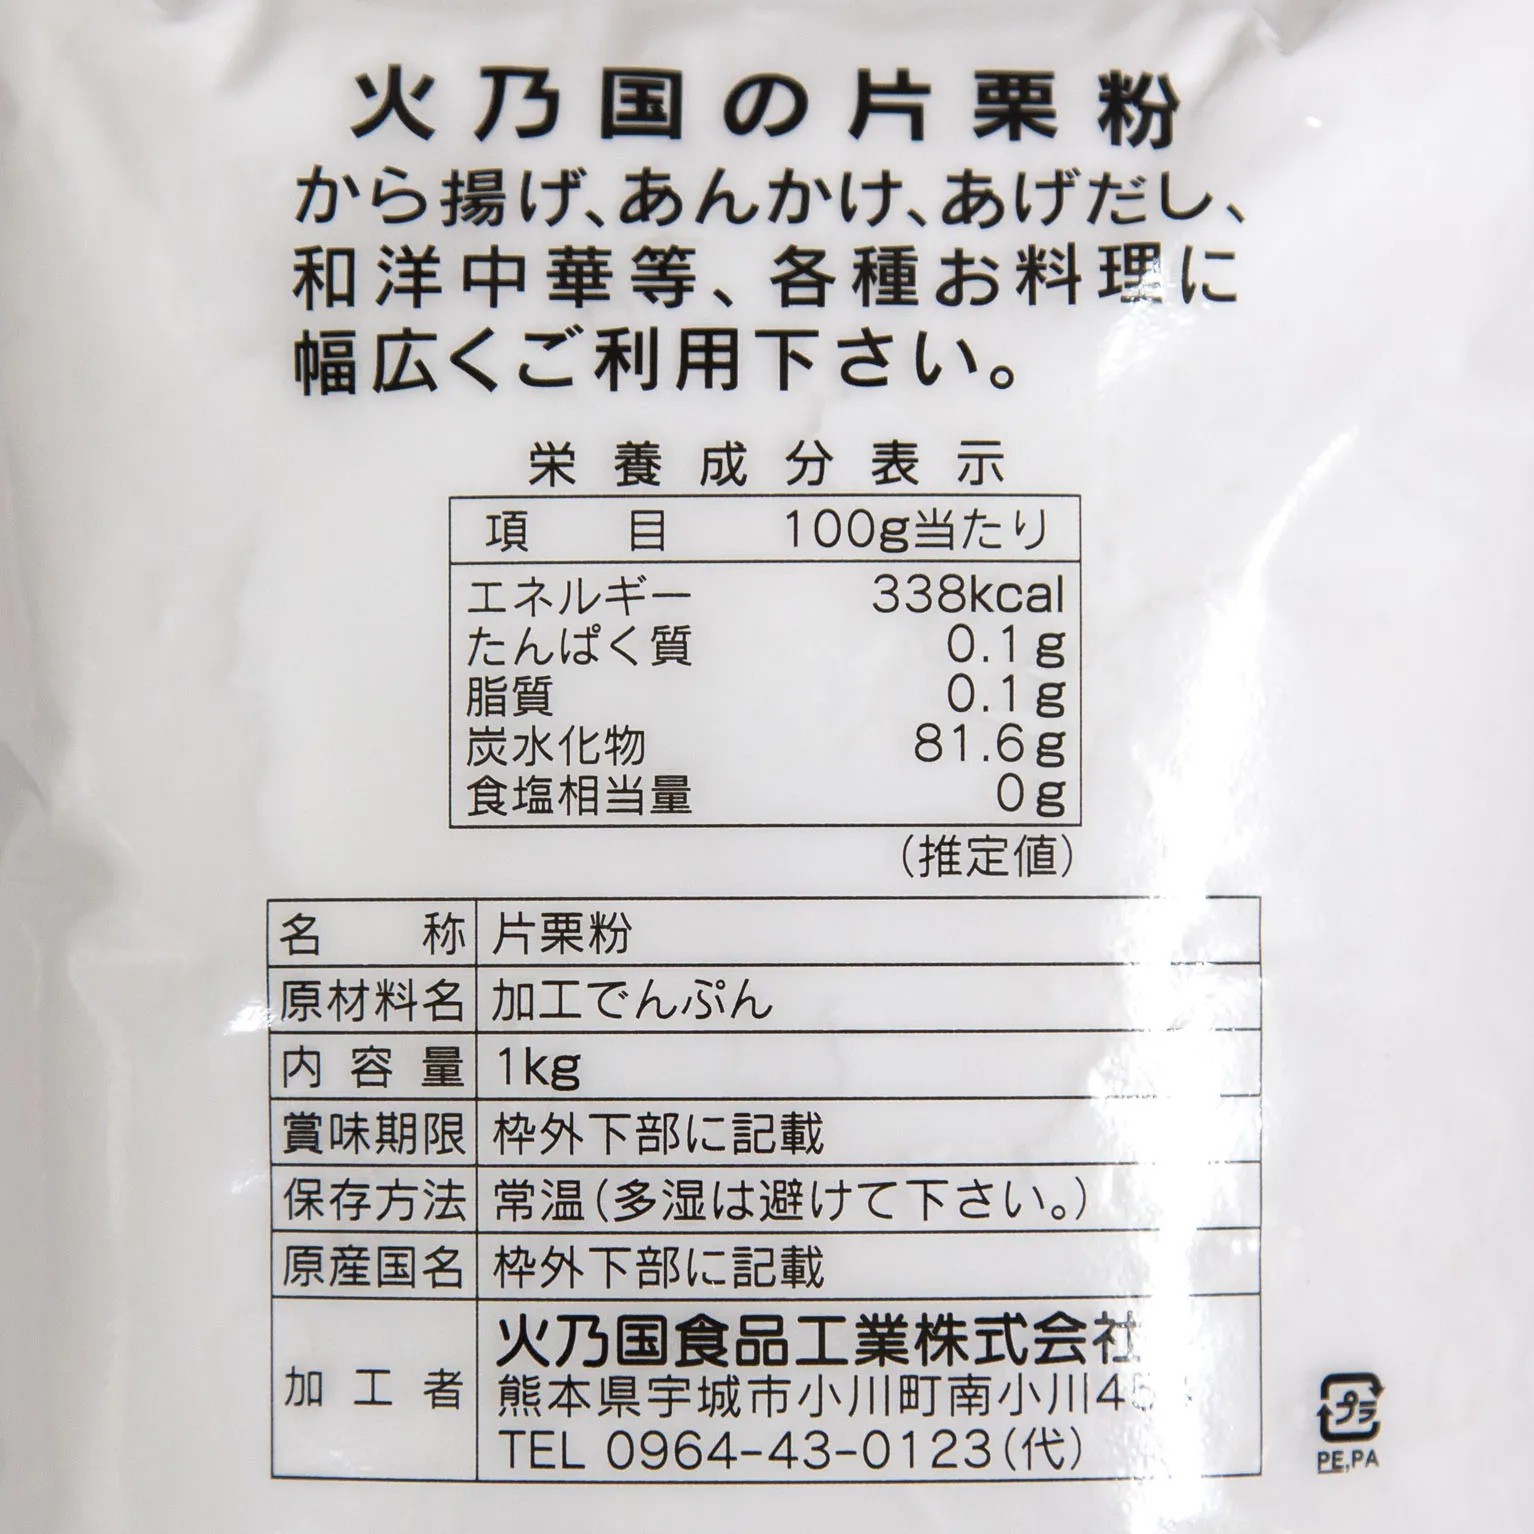 火乃国の片栗粉
から揚げ、あんかけ、あげだし、
和洋中華等、各種お料理に
幅広くご利用下さい。
栄養成分表示
項目 100g当たり
エネルギー 338kcal
たんぱく質 0.1g
脂質 0.1g
炭水化物 81.6g
食塩相当量 0g
(推定値)
名称 片栗粉
原材料名 加工でんぷん
内容量 1kg
賞味期限 枠外下部に記載
保存方法 常温(多湿は避けて下さい。)
原産国名 枠外下部に記載
加工者 火乃国食品工業株式会社
熊本県宇城市小川町南小川
TEL 0964-43-0123(代)
プラ
PE,PA